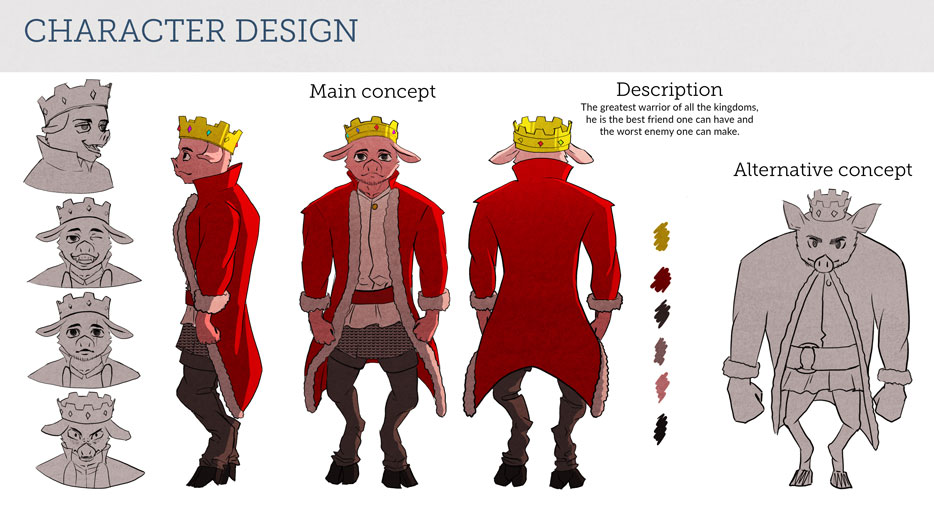 CHARACTER DESIGN
Main concept
Description
The greatest warrior of all the kingdoms,
he is the best friend one can have and
the worst enemy one can make.
Alternative concept